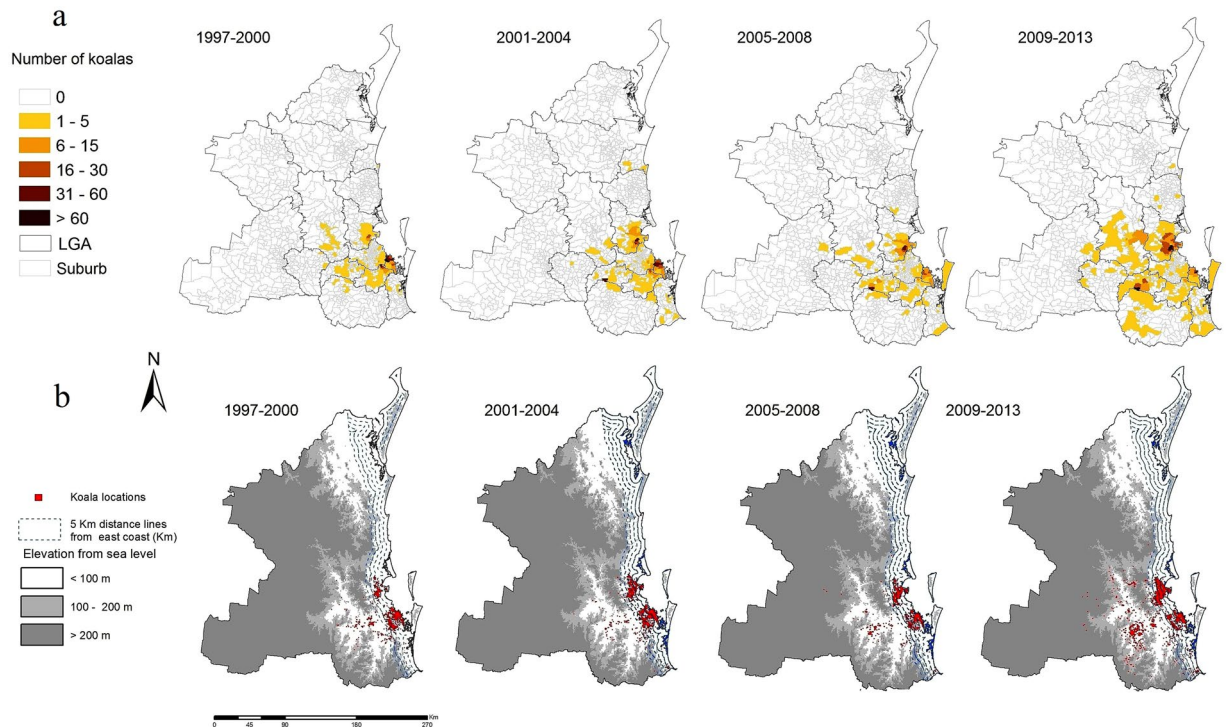 a
1997-2000
2001-2004
2005-2008
2009-2013
Number of koalas
0
1 - 5
6 - 15
16 - 30
31 - 60
> 60
LGA
Suburb
N
b
1997-2000
2001-2004
2005-2008
2009-2013
Koala locations
5 Km distance lines
from east coast (Km)
Elevation from sea level
< 100 m
100 - 200 m
> 200 m
Km
0 45 90 180 270